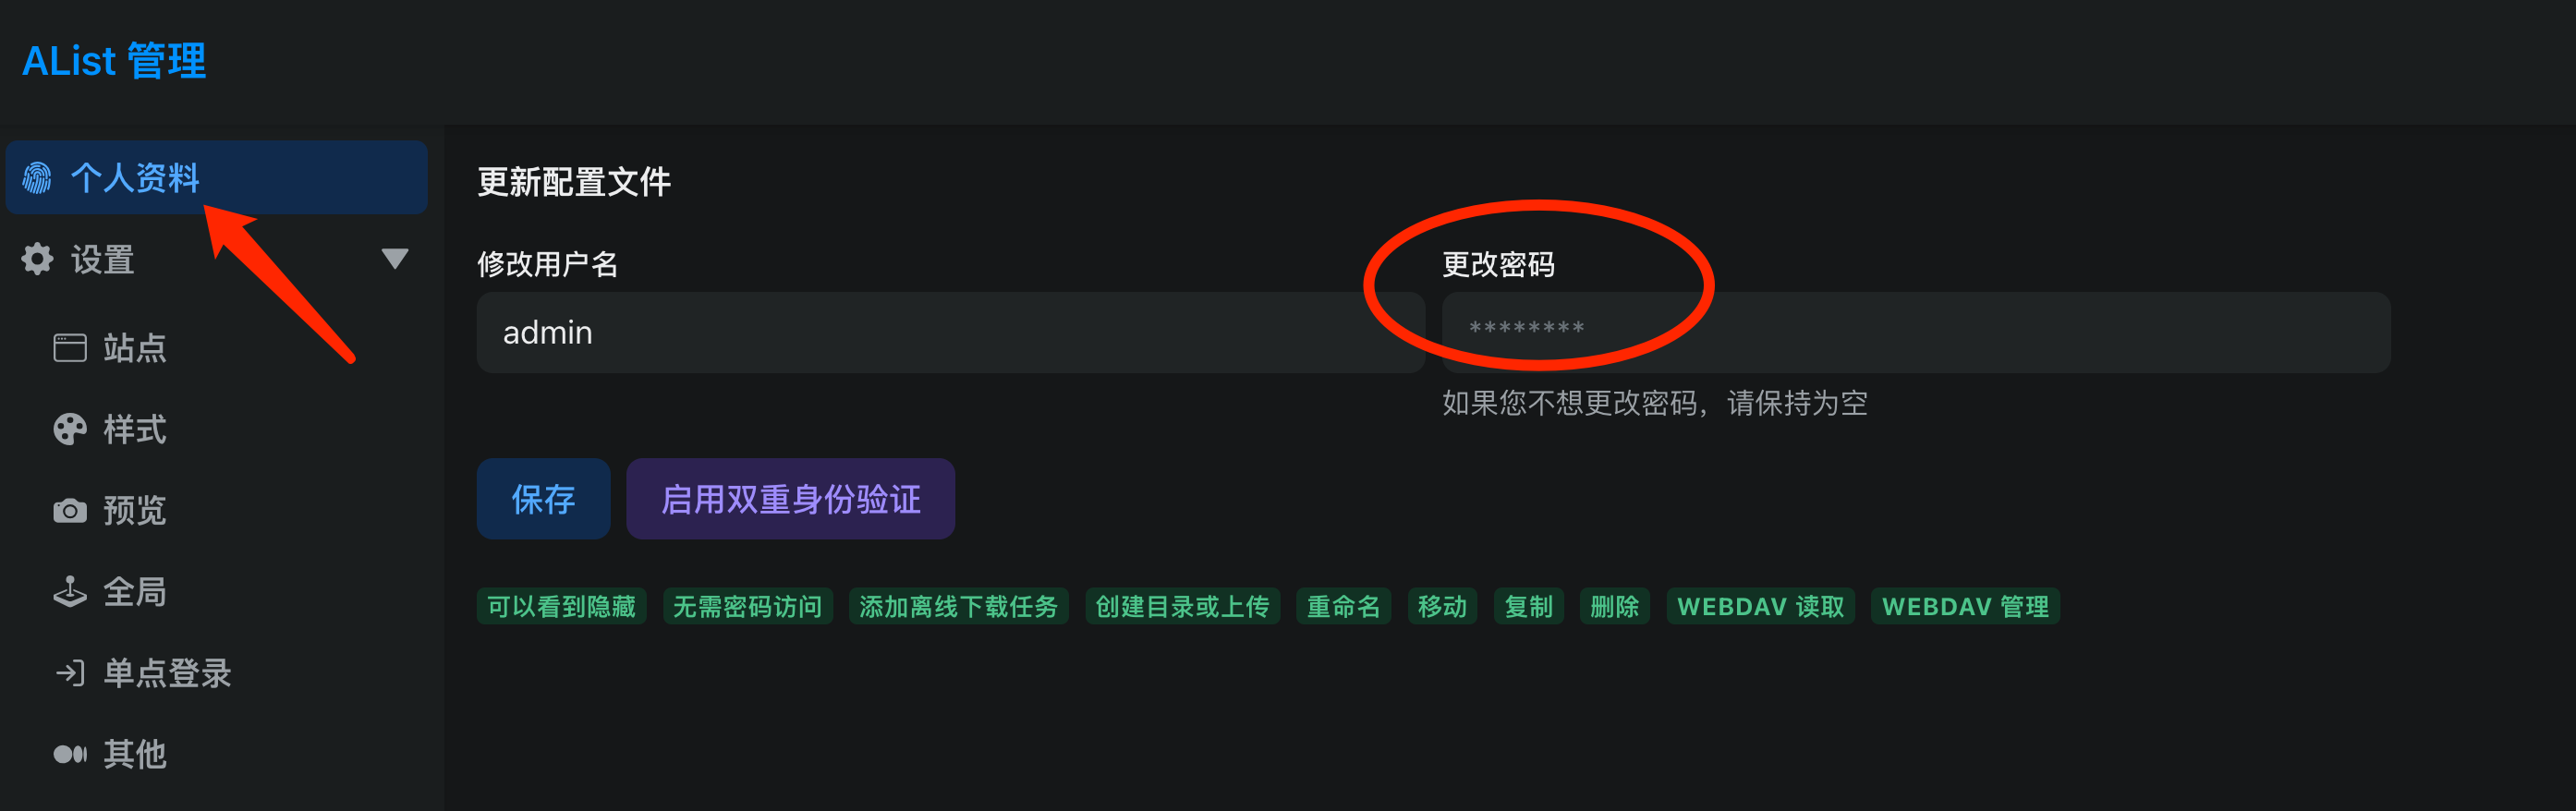 AList 管理
个人资料
设置
站点
样式
预览
全局
单点登录
其他
更新配置文件
修改用户名
admin
更改密码
********
如果您不想更改密码，请保持为空
保存
启用双重身份验证
可以看到隐藏 无需密码访问 添加离线下载任务 创建目录或上传 重命名 移动 复制 删除 WEBDAV 读取 WEBDAV 管理